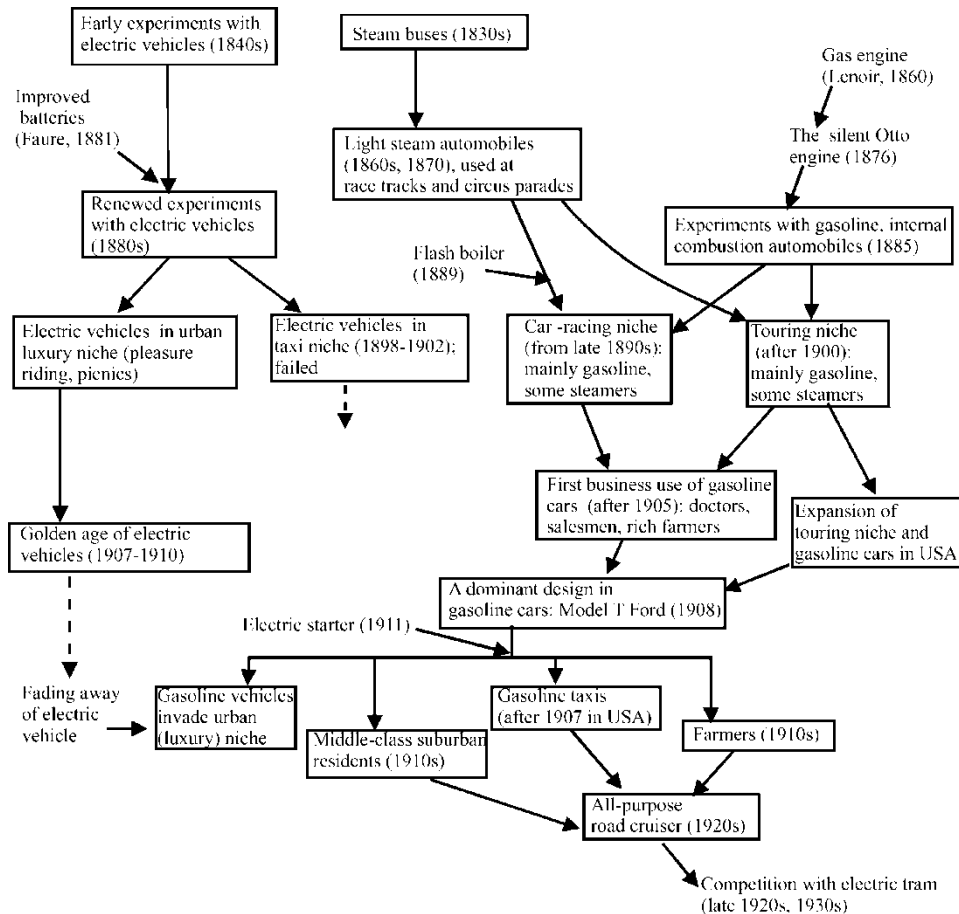 Early experiments with
electric vehicles (1840s)
Steam buses (1830s)
Gas engine
(Lenoir, 1860)
Improved
batteries
(Faure, 1881)
Light steam automobiles
(1860s, 1870), used at
race tracks and circus parades
The silent Otto
engine (1876)
Renewed experiments
with electric vehicles
(1880s)
Experiments with gasoline, internal
combustion automobiles (1885)
Flash boiler
(1889)
Electric vehicles in urban
luxury niche (pleasure
riding, picnics)
Electric vehicles in
taxi niche (1898-1902);
failed
Car -racing niche
(from late 1890s):
mainly gasoline,
some steamers
Touring niche
(after 1900):
mainly gasoline,
some steamers
First business use of gasoline
cars (after 1905): doctors,
salesmen, rich farmers
Expansion of
touring niche and
gasoline cars in USA
Golden age of electric
vehicles (1907-1910)
A dominant design in
gasoline cars: Model T Ford (1908)
Electric starter (1911)
Fading away
of electric
vehicle
Gasoline vehicles
invade urban
(luxury) niche
Middle-class suburban
residents (1910s)
Gasoline taxis
(after 1907 in USA)
Farmers (1910s)
All-purpose
road cruiser (1920s)
Competition with electric tram
(late 1920s, 1930s)